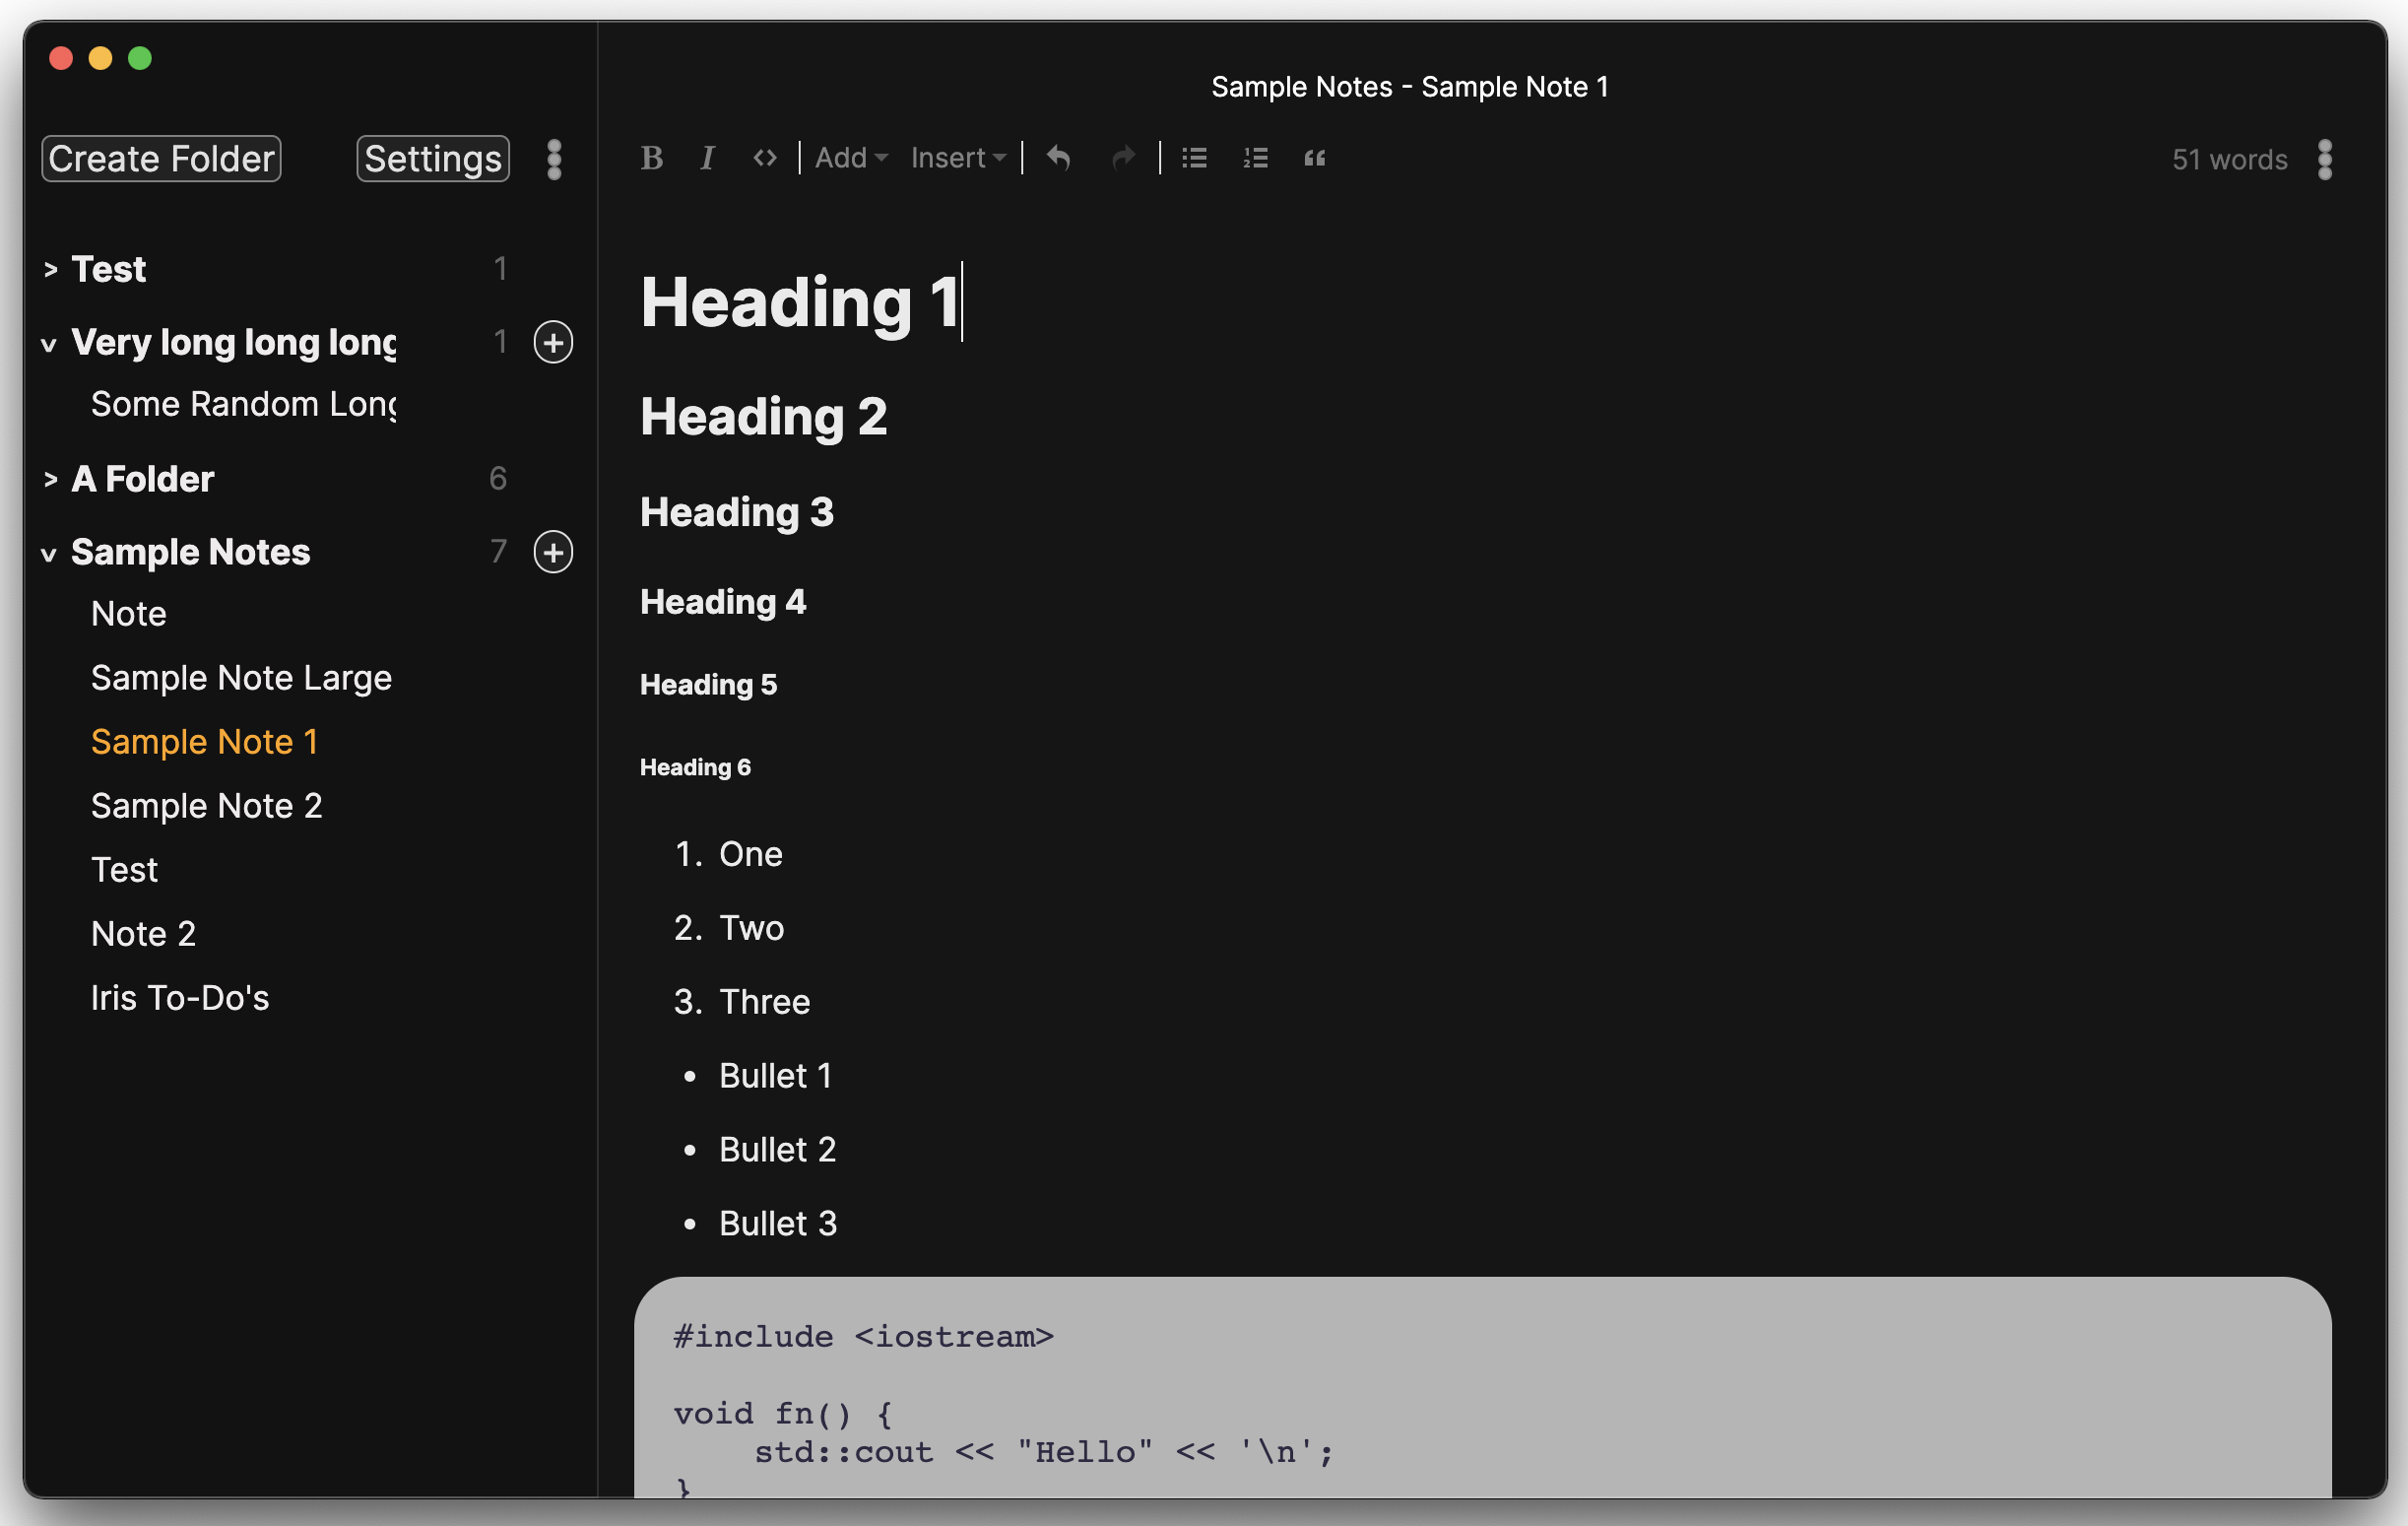 Sample Notes - Sample Note 1
Create Folder Settings
B I <> Add Insert 51 words
> Test 1
v Very long long long 1 +
Some Random Long
> A Folder 6
v Sample Notes 7 +
Note
Sample Note Large
Sample Note 1
Sample Note 2
Test
Note 2
Iris To-Do's
Heading 1
Heading 2
Heading 3
Heading 4
Heading 5
Heading 6
1. One
2. Two
3. Three
• Bullet 1
• Bullet 2
• Bullet 3
#include <iostream>
void fn() {
    std::cout << "Hello" << '\n';
}